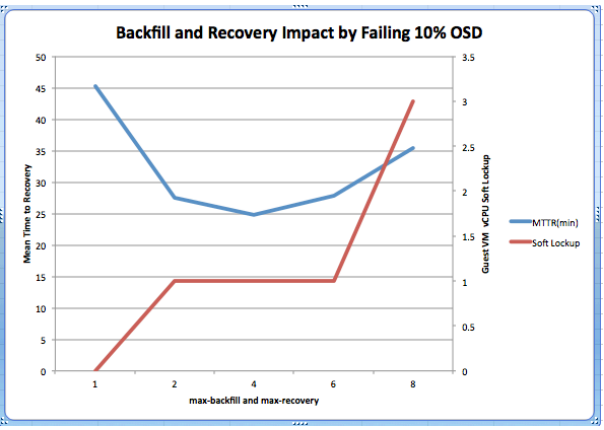 Backfill and Recovery Impact by Failing 10% OSD
50
45
40
35
30
25
20
15
10
5
0
Mean Time to Recovery
3.5
3
2.5
2
1.5
1
0.5
0
Guest VM vCPU Soft Lockup
MTTR(min)
Soft Lockup
1 2 4 6 8
max-backfill and max-recovery